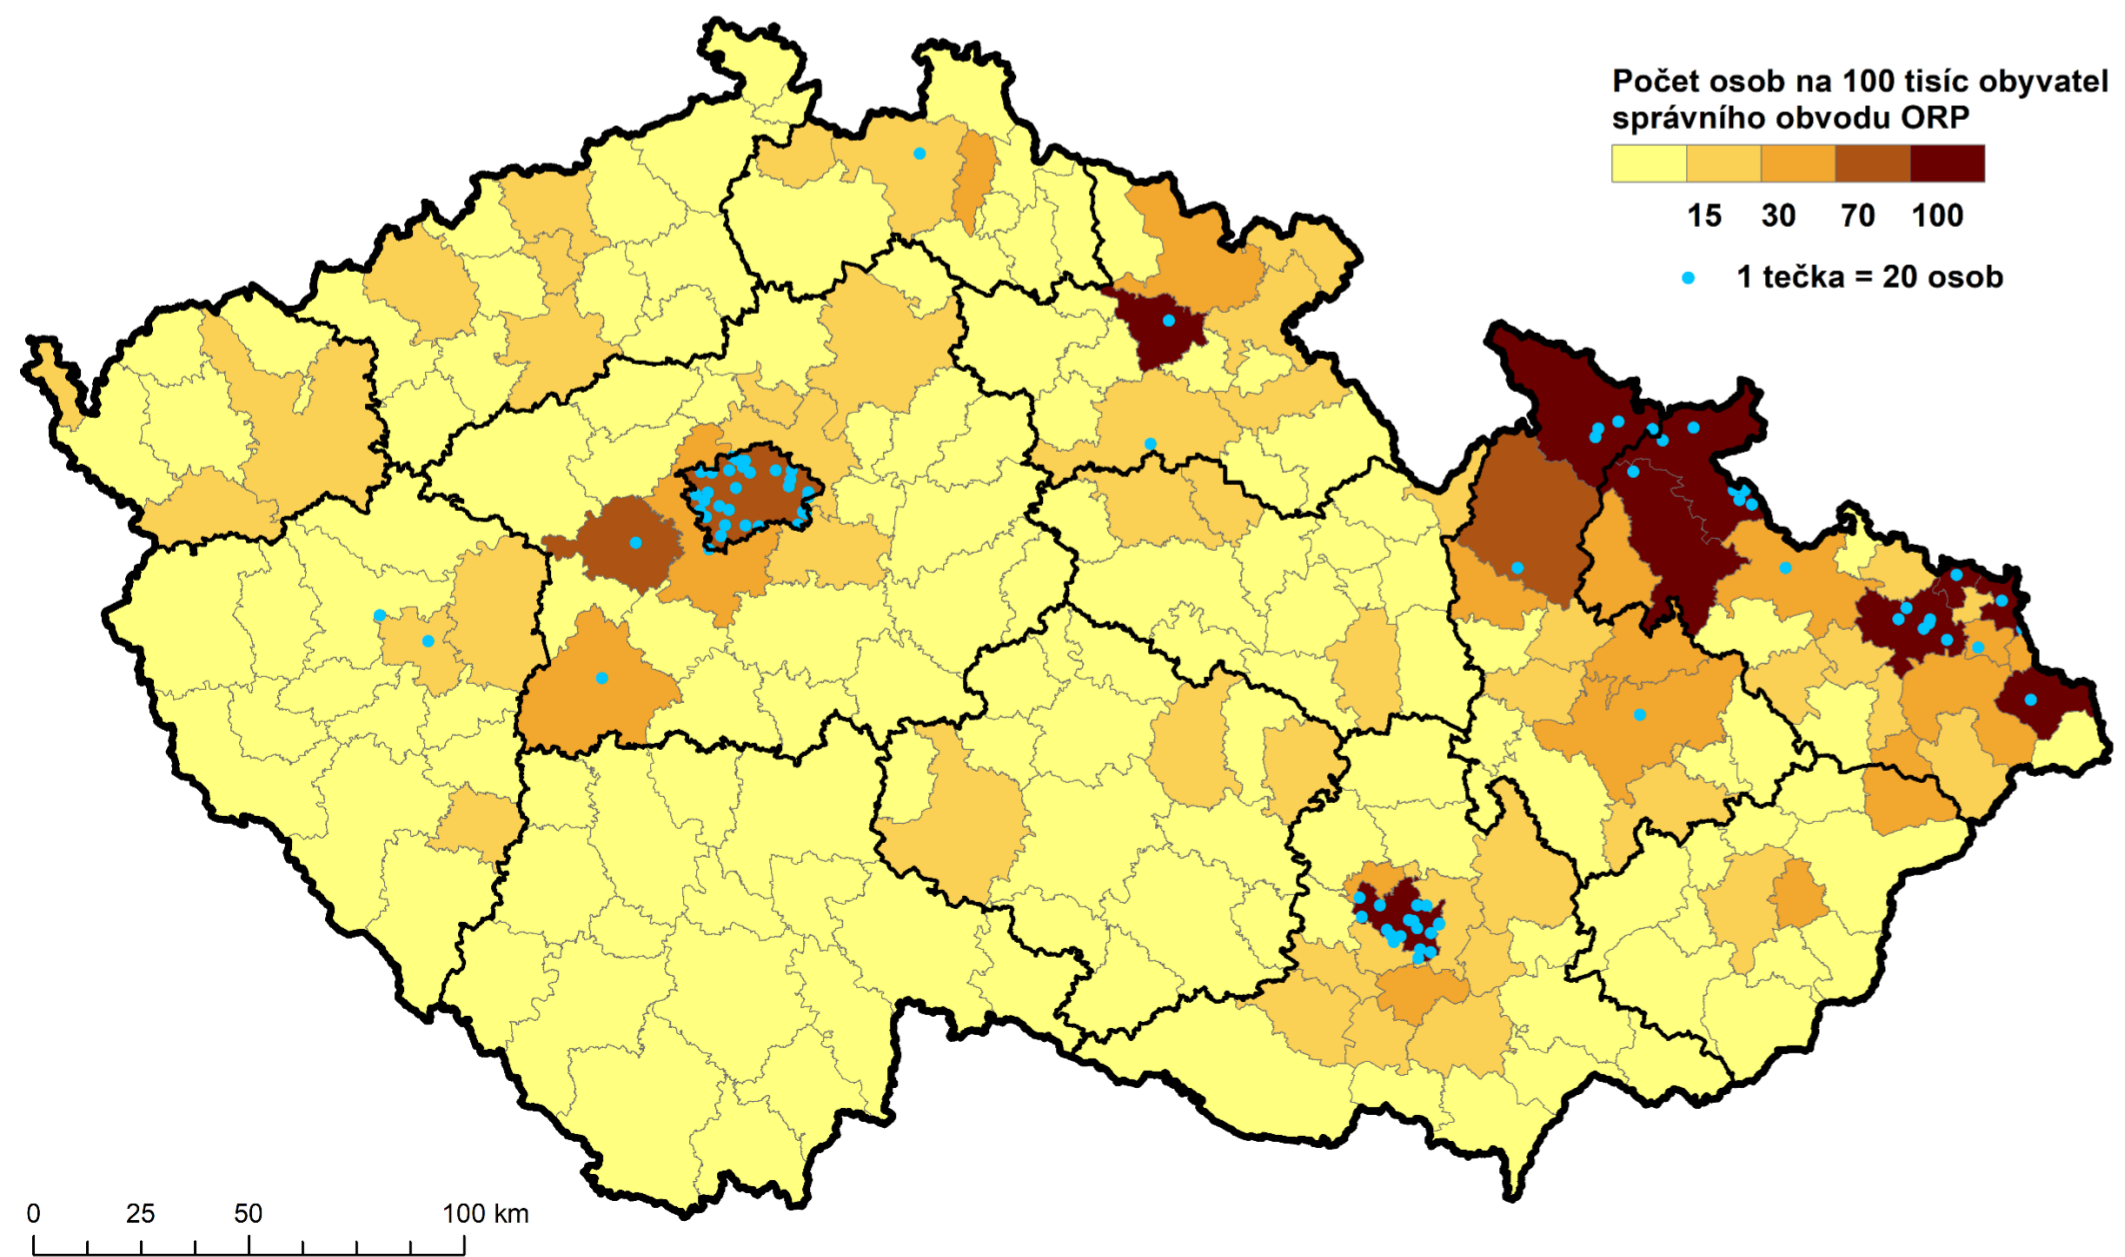 Počet osob na 100 tisíc obyvatel
správního obvodu ORP
15 30 70 100
1 tečka = 20 osob
0 25 50 100 km